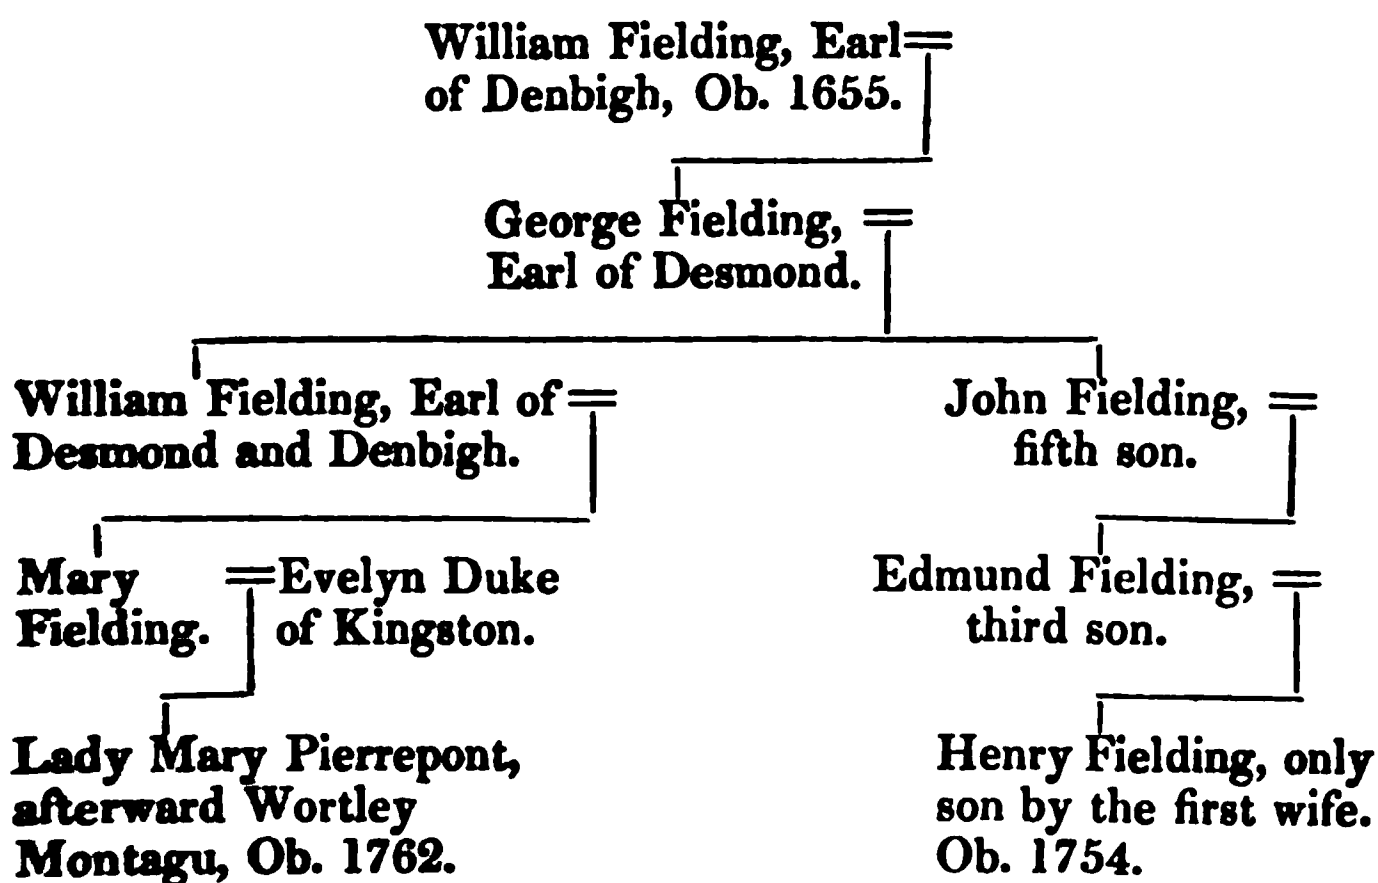 William Fielding, Earl=
of Denbigh, Ob. 1655.
George Fielding, =
Earl of Desmond.
William Fielding, Earl of =
Desmond and Denbigh.
John Fielding, =
fifth son.
Mary
Fielding.
= Evelyn Duke
of Kingston.
Edmund Fielding, =
third son.
Lady Mary Pierrepont,
afterward Wortley
Montagu, Ob. 1762.
Henry Fielding, only
son by the first wife.
Ob. 1754.